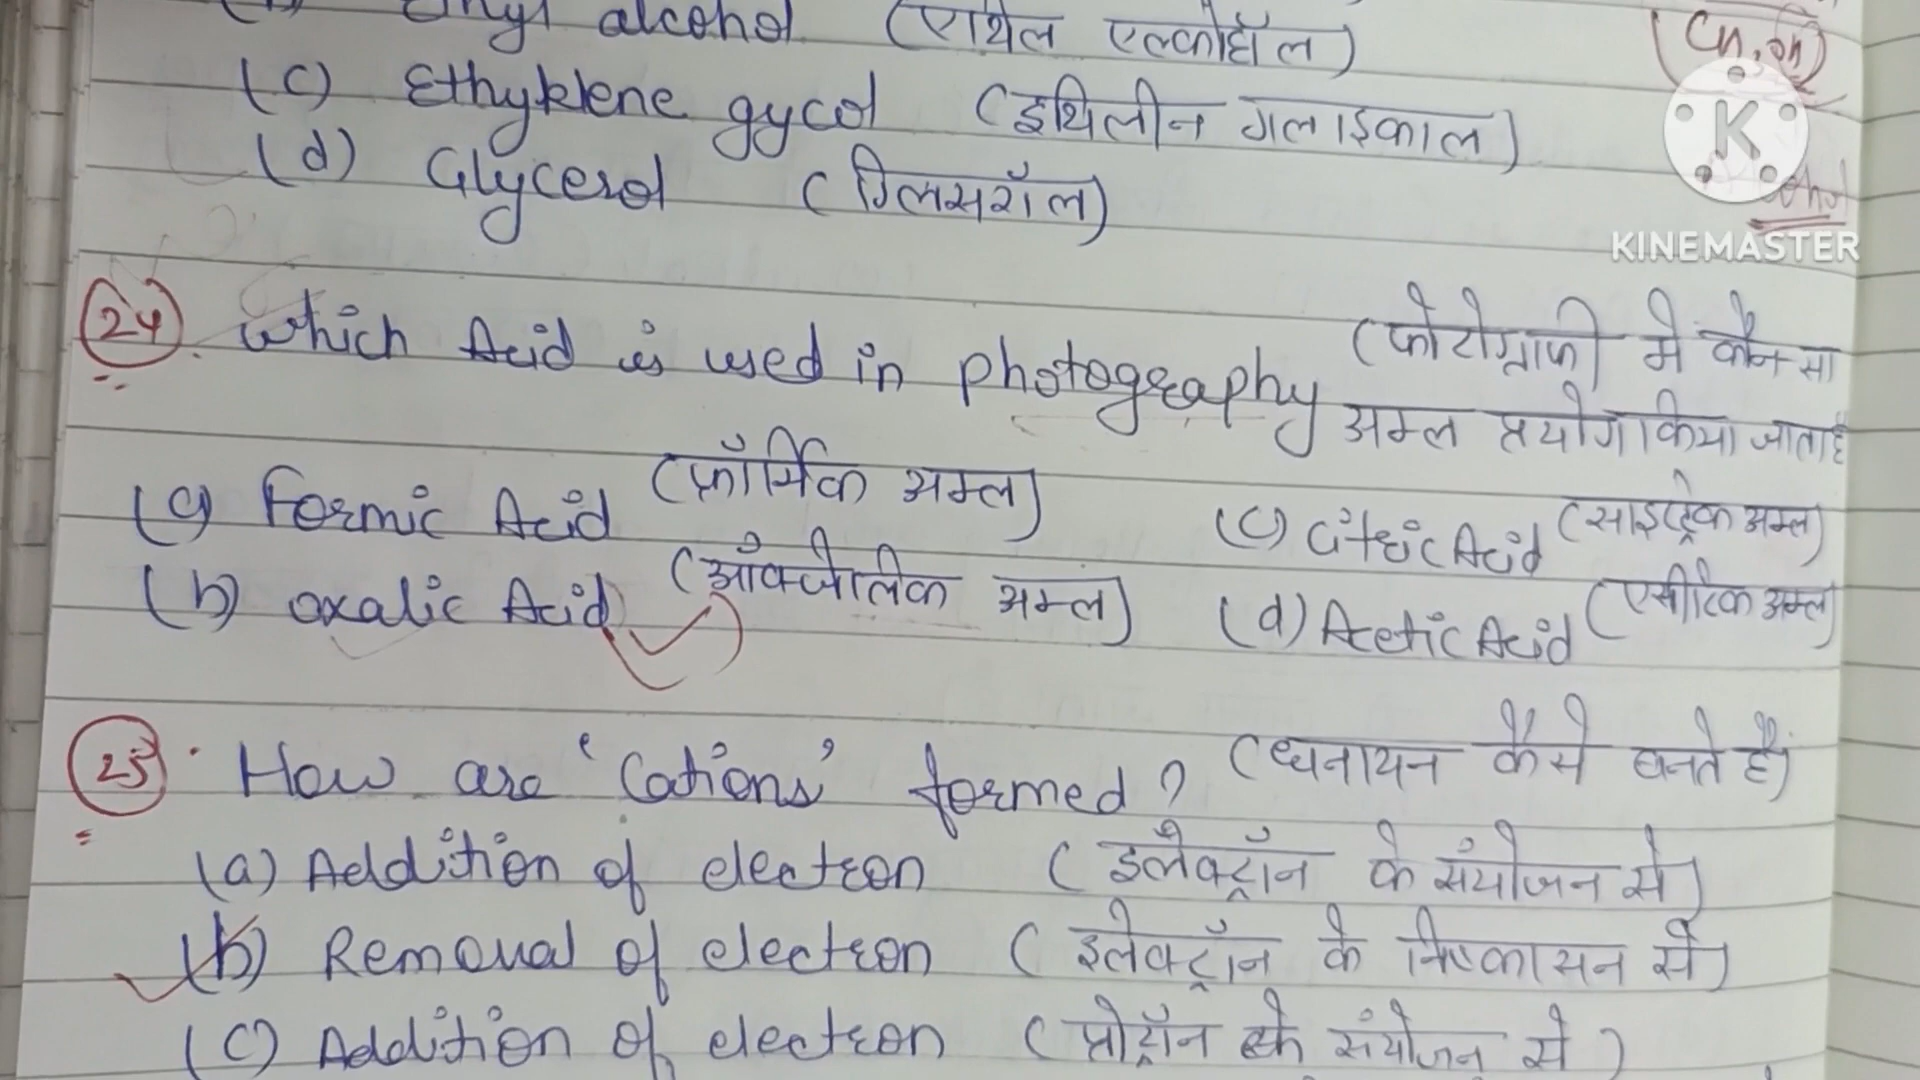 Ethyl alcohol (एथिल एल्कोहॉल)
(c) Ethyklene gycol (इथिलीन गलाइकाल)
(d) Glycerol (ग्लिसरॉल)
KINEMASTER
(24). Which Acid is used in photography (फोटोग्राफी में कौन सा
अम्ल प्रयोग किया जाता है
(a) Formic Acid (फ्रॉर्मिक अम्ल)
(c) Citric Acid (साइट्रिक अम्ल)
(b) oxalic Acid (ऑक्जेलिक अम्ल)
(d) Acetic Acid (एसीटिक अम्ल)
(25). How are 'Cations' formed? (धनायन कैसे बनते हैं)
(a) Addition of electron (इलैक्ट्रॉन के संयोजन से)
(b) Removal of electron (इलैक्ट्रॉन के निष्कासन से)
(c) Addition of electron (प्रोट्रॉन के संयोजन से)